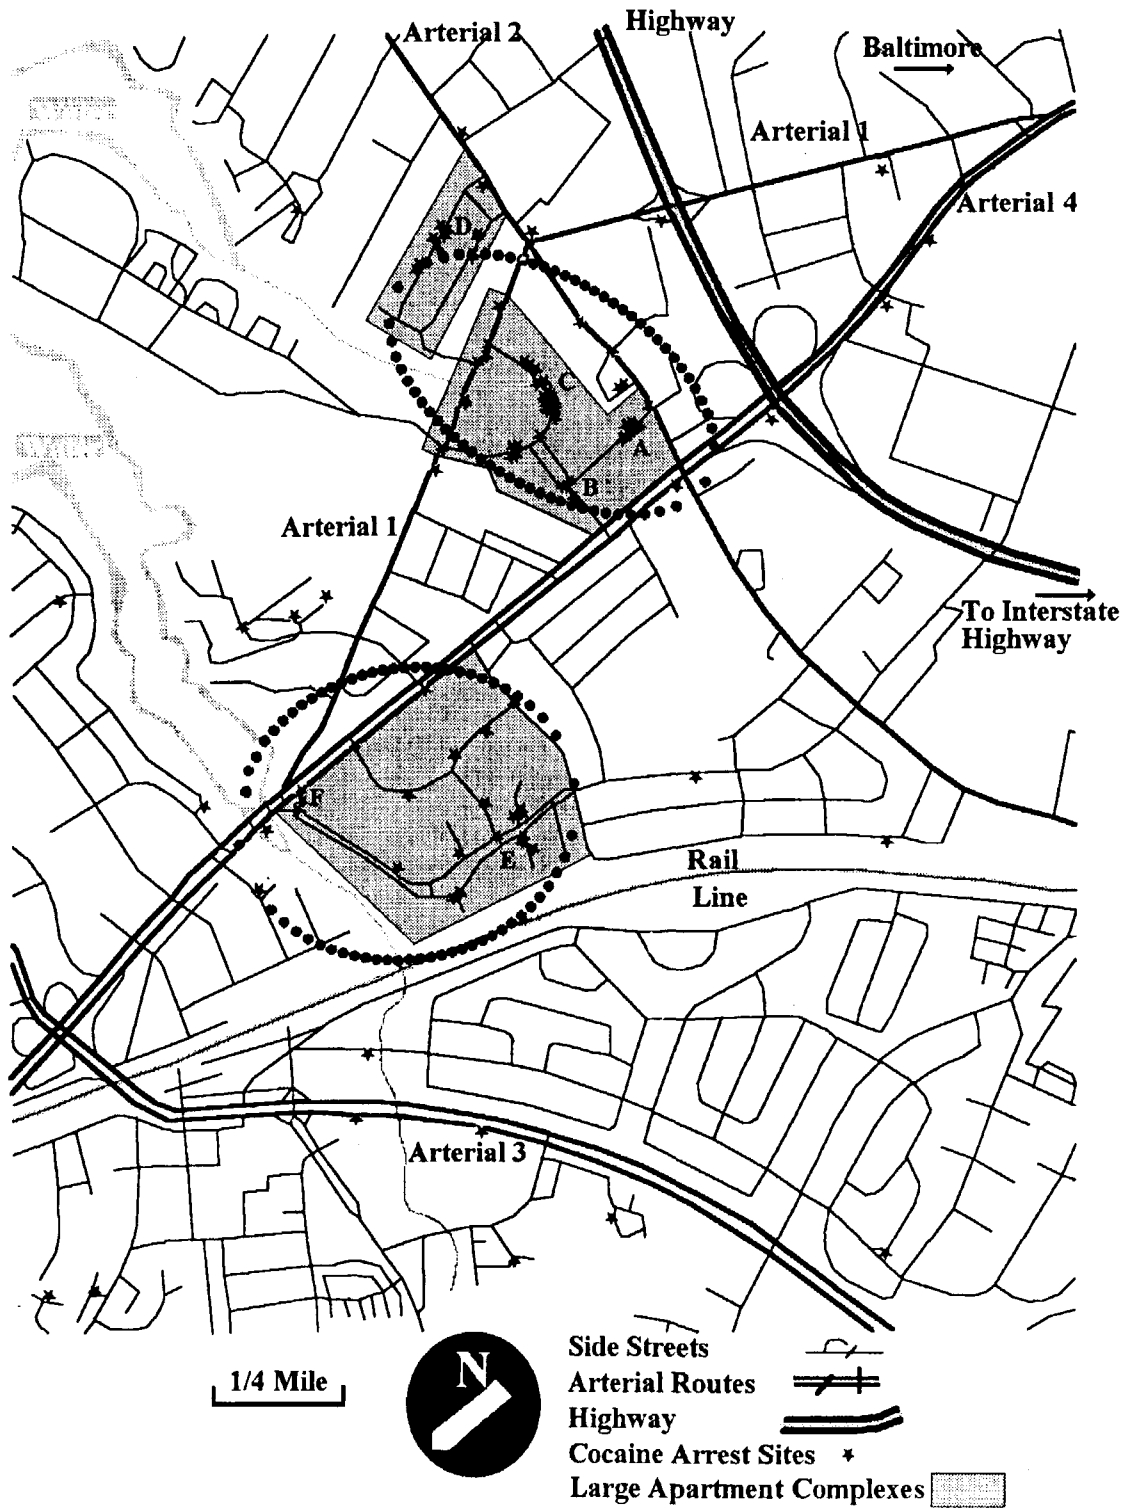 Arterial 2
Highway
Baltimore
Arterial 1
Arterial 4
D
C
A
B
Arterial 1
To Interstate
Highway
F
E
Rail
Line
Arterial 3
1/4 Mile
N
Side Streets
Arterial Routes
Highway
Cocaine Arrest Sites
Large Apartment Complexes